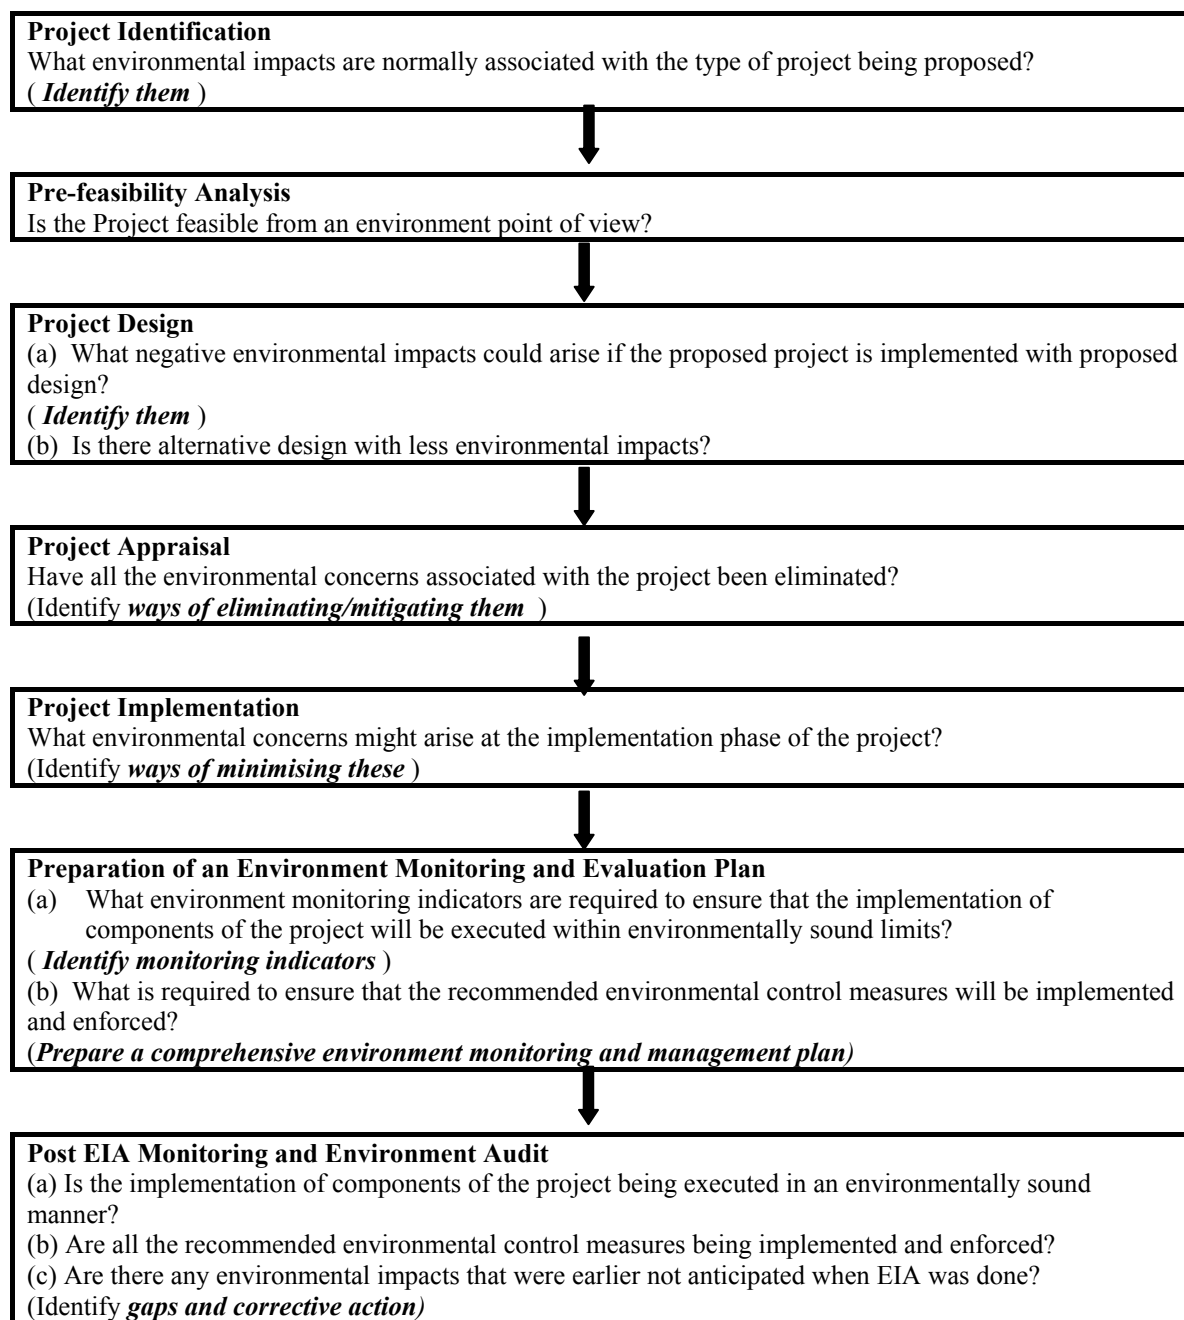 Project Identification
What environmental impacts are normally associated with the type of project being proposed?
( Identify them )
Pre-feasibility Analysis
Is the Project feasible from an environment point of view?
Project Design
(a) What negative environmental impacts could arise if the proposed project is implemented with proposed
design?
( Identify them )
(b) Is there alternative design with less environmental impacts?
Project Appraisal
Have all the environmental concerns associated with the project been eliminated?
(Identify ways of eliminating/mitigating them )
Project Implementation
What environmental concerns might arise at the implementation phase of the project?
(Identify ways of minimising these )
Preparation of an Environment Monitoring and Evaluation Plan
(a) What environment monitoring indicators are required to ensure that the implementation of
components of the project will be executed within environmentally sound limits?
( Identify monitoring indicators )
(b) What is required to ensure that the recommended environmental control measures will be implemented
and enforced?
(Prepare a comprehensive environment monitoring and management plan)
Post EIA Monitoring and Environment Audit
(a) Is the implementation of components of the project being executed in an environmentally sound
manner?
(b) Are all the recommended environmental control measures being implemented and enforced?
(c) Are there any environmental impacts that were earlier not anticipated when EIA was done?
(Identify gaps and corrective action)